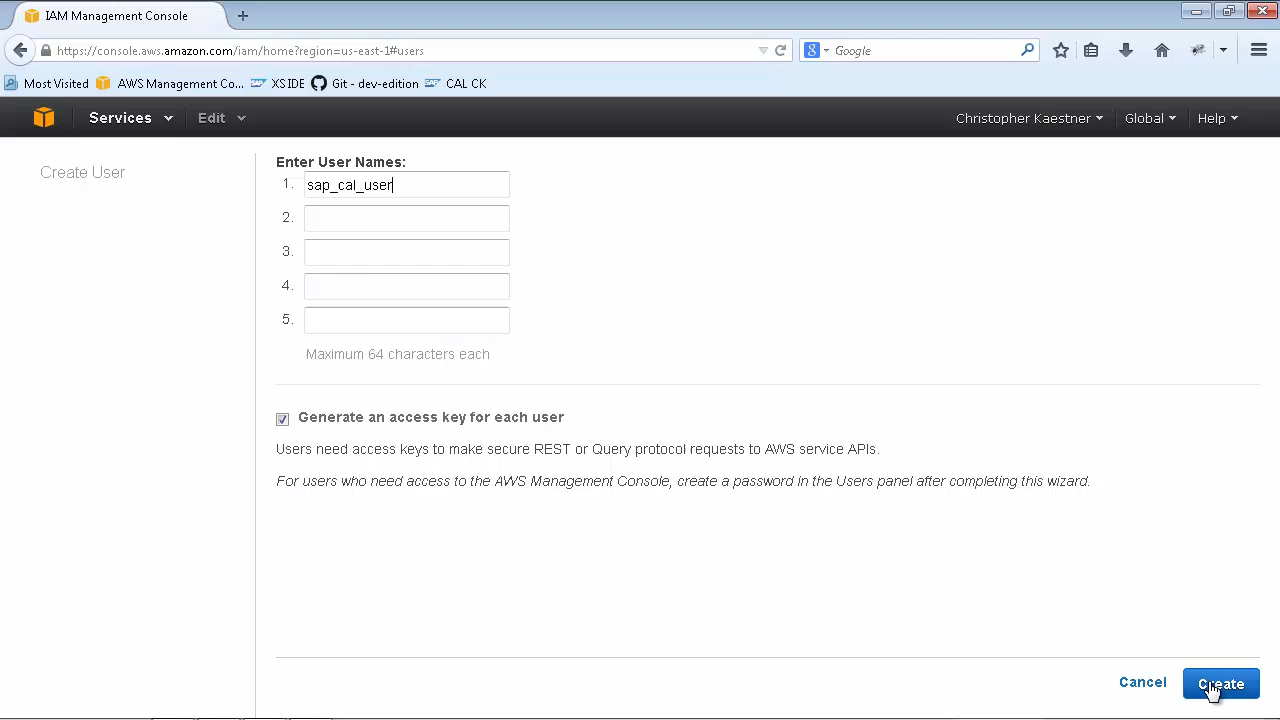 IAM Management Console
https://console.aws.amazon.com/iam/home?region=us-east-1#users
Google
Most Visited AWS Management Co... XS IDE Git - dev-edition CAL CK
Services Edit Christopher Kaestner Global Help
Create User
Enter User Names:
1. sap_cal_user
2.
3.
4.
5.
Maximum 64 characters each
Generate an access key for each user
Users need access keys to make secure REST or Query protocol requests to AWS service APIs.
For users who need access to the AWS Management Console, create a password in the Users panel after completing this wizard.
Cancel Create